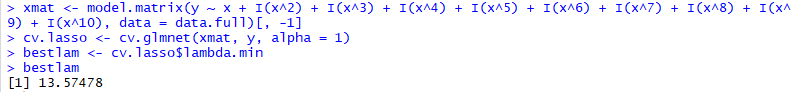 > xmat <- model.matrix(y ~ x + I(x^2) + I(x^3) + I(x^4) + I(x^5) + I(x^6) + I(x^7) + I(x^8) + I(x^
9) + I(x^10), data = data.full)[, -1]
> cv.lasso <- cv.glmnet(xmat, y, alpha = 1)
> bestlam <- cv.lasso$lambda.min
> bestlam
[1] 13.57478